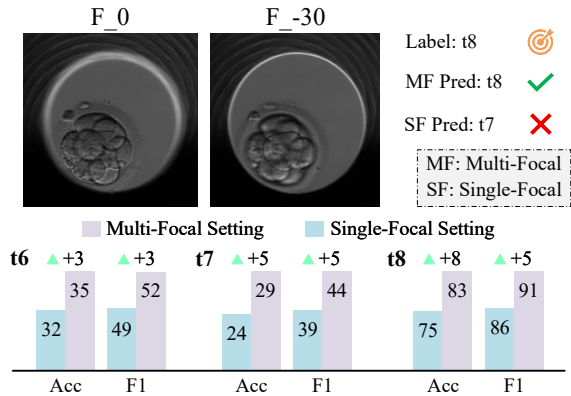 F_0
F_-30
Label: t8
MF Pred: t8
SF Pred: t7
MF: Multi-Focal
SF: Single-Focal
Multi-Focal Setting
Single-Focal Setting
t6 +3 +3
t7 +5 +5
t8 +8 +5
32 35 49 52
24 29 39 44
75 83 86 91
Acc F1 Acc F1 Acc F1